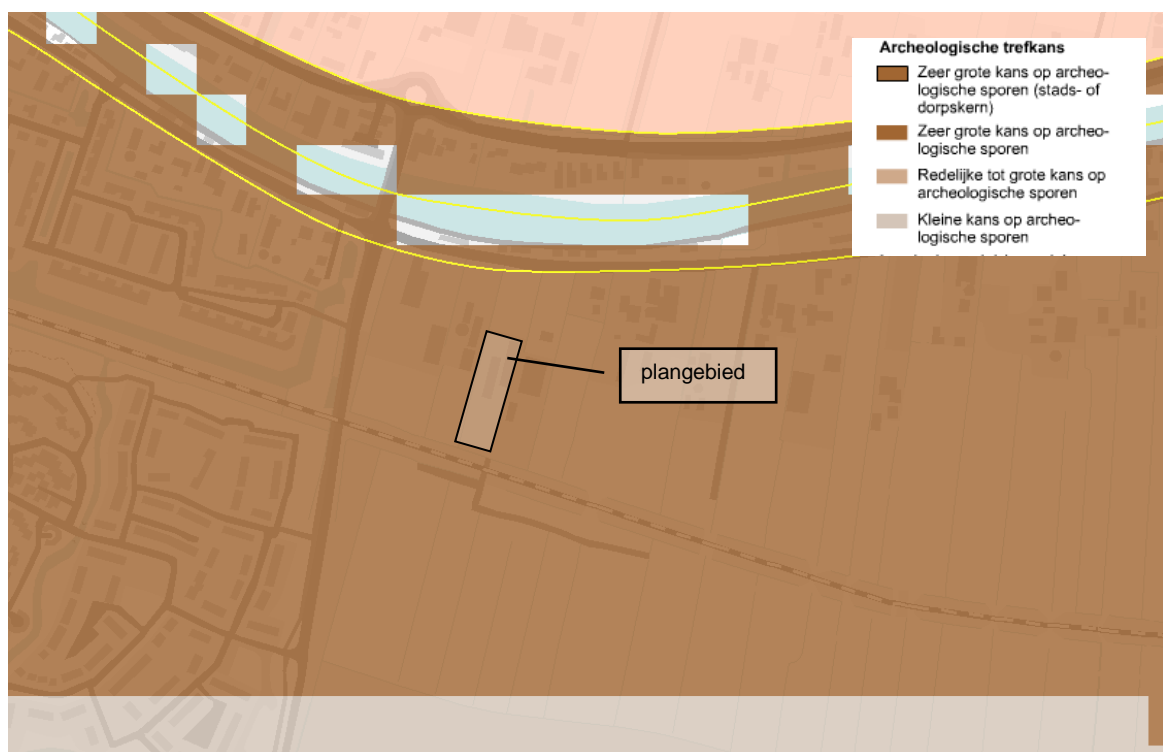 Archeologische trefkans
Zeer grote kans op archeo-
logische sporen (stads- of
dorpskern)
Zeer grote kans op archeo-
logische sporen
Redelijke tot grote kans op
archeologische sporen
Kleine kans op archeo-
logische sporen
plangebied